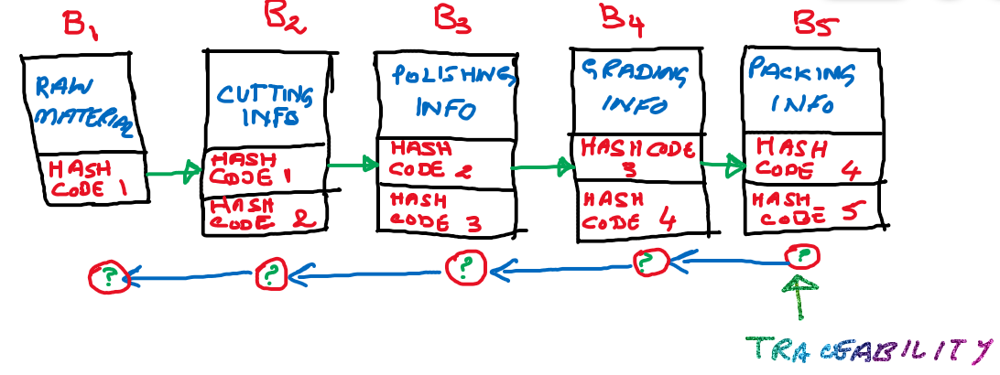 B1
B2
B3
B4
B5
RAW
MATERIAL
HASH
CODE 1
CUTTING
INFO
HASH
CODE 1
HASH
CODE 2
POLISHING
INFO
HASH
CODE 2
HASH
CODE 3
GRADING
INFO
HASH CODE
3
HASH
CODE 4
PACKING
INFO
HASH
CODE 4
HASH
CODE 5
? ? ? ? ?
TRACEABILITY